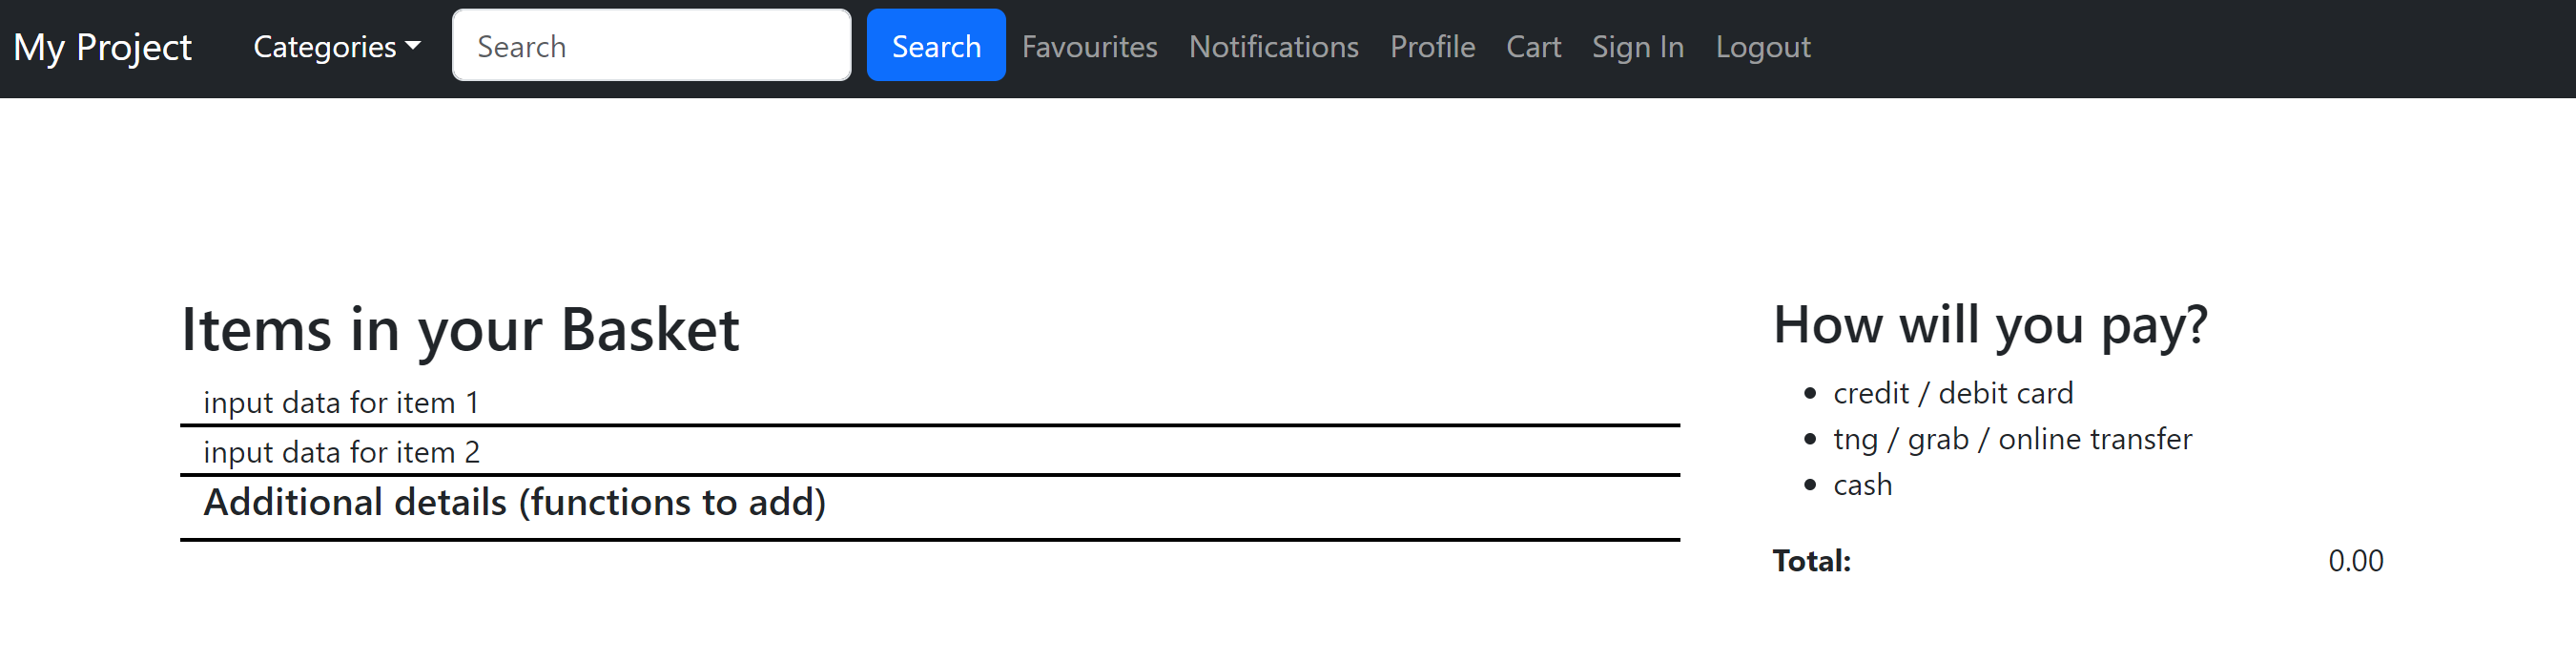 My Project Categories Search Search Favourites Notifications Profile Cart Sign In Logout
Items in your Basket
input data for item 1
input data for item 2
Additional details (functions to add)
How will you pay?
credit / debit card
tng / grab / online transfer
cash
Total: 0.00